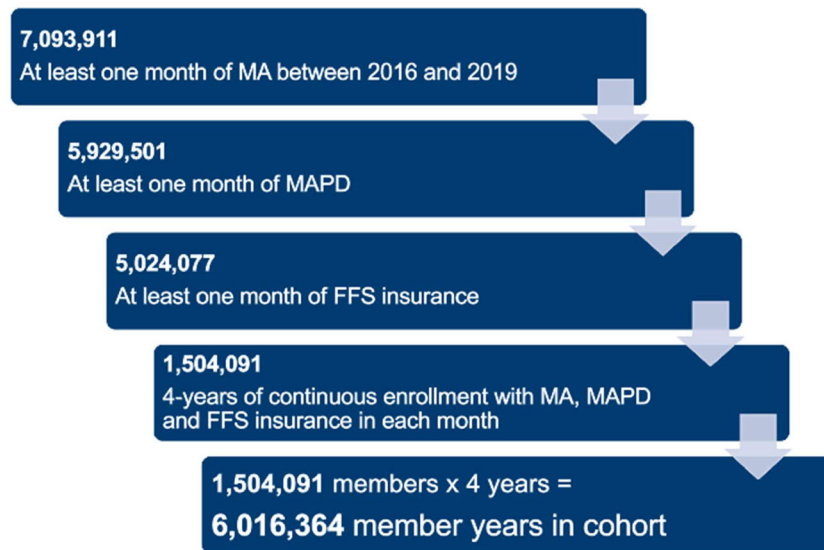 7,093,911
At least one month of MA between 2016 and 2019
5,929,501
At least one month of MAPD
5,024,077
At least one month of FFS insurance
1,504,091
4-years of continuous enrollment with MA, MAPD
and FFS insurance in each month
1,504,091 members x 4 years =
6,016,364 member years in cohort